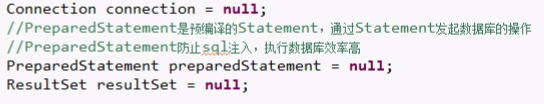 Connection connection = null;
//PreparedStatement是预编译的Statement，通过Statement发起数据库的操作
//PreparedStatement防止sql注入，执行数据库效率高
PreparedStatement preparedStatement = null;
ResultSet resultSet = null;